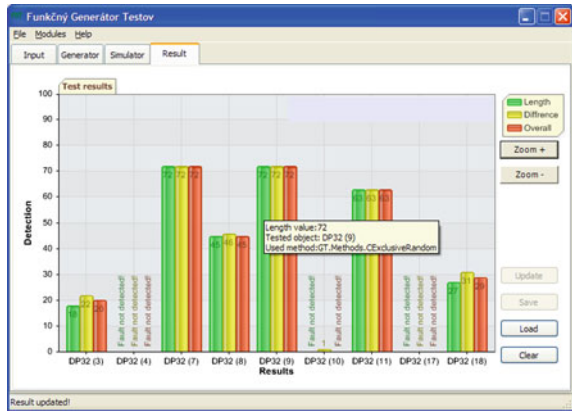 Funkčný Generátor Testov
File Modules Help
Input Generator Simulator Result
Test results
Length
Diffrence
Overall
Zoom +
Zoom -
Update
Save
Load
Clear
Detection
100
90
80
70
60
50
40
30
20
10
0
18 22 20
Fault not detected! Fault not detected! Fault not detected!
72 72 72
45 46 45
72 72 72
Fault not detected! 1 Fault not detected!
63 63 63
Fault not detected! Fault not detected! Fault not detected!
27 31 29
Length value:72
Tested object: DP32 (9)
Used method:GT.Methods.CExclusiveRandom
DP32 (3) DP32 (4) DP32 (7) DP32 (8) DP32 (9) DP32 (10) DP32 (11) DP32 (17) DP32 (18)
Results
Result updated!